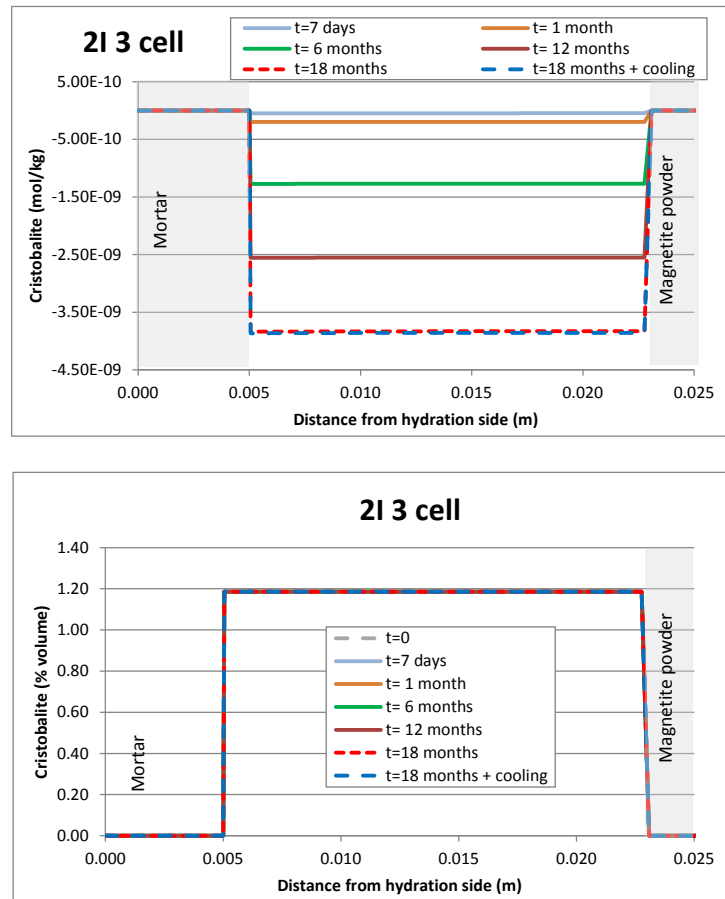 2I 3 cell
t=7 days
t= 1 month
t= 6 months
t= 12 months
t=18 months
t=18 months + cooling
5.00E-10
-5.00E-10
-1.50E-09
-2.50E-09
-3.50E-09
-4.50E-09
Cristobalite (mol/kg)
Mortar
Magnetite powder
0.000 0.005 0.010 0.015 0.020 0.025
Distance from hydration side (m)
2I 3 cell
1.40
1.20
1.00
0.80
0.60
0.40
0.20
0.00
Cristobalite (% volume)
Mortar
t=0
t=7 days
t= 1 month
t= 6 months
t= 12 months
t=18 months
t=18 months + cooling
Magnetite powder
0.000 0.005 0.010 0.015 0.020 0.025
Distance from hydration side (m)